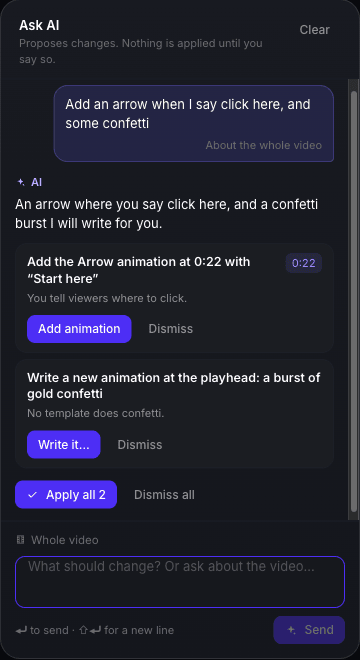 Ask AI
Clear
Proposes changes. Nothing is applied until you
say so.
Add an arrow when I say click here, and
some confetti
About the whole video
AI
An arrow where you say click here, and a confetti
burst I will write for you.
Add the Arrow animation at 0:22 with
“Start here”
0:22
You tell viewers where to click.
Add animation
Dismiss
Write a new animation at the playhead: a burst of
gold confetti
No template does confetti.
Write it...
Dismiss
Apply all 2
Dismiss all
Whole video
What should change? Or ask about the video...
to send · ⇧↵ for a new line
Send